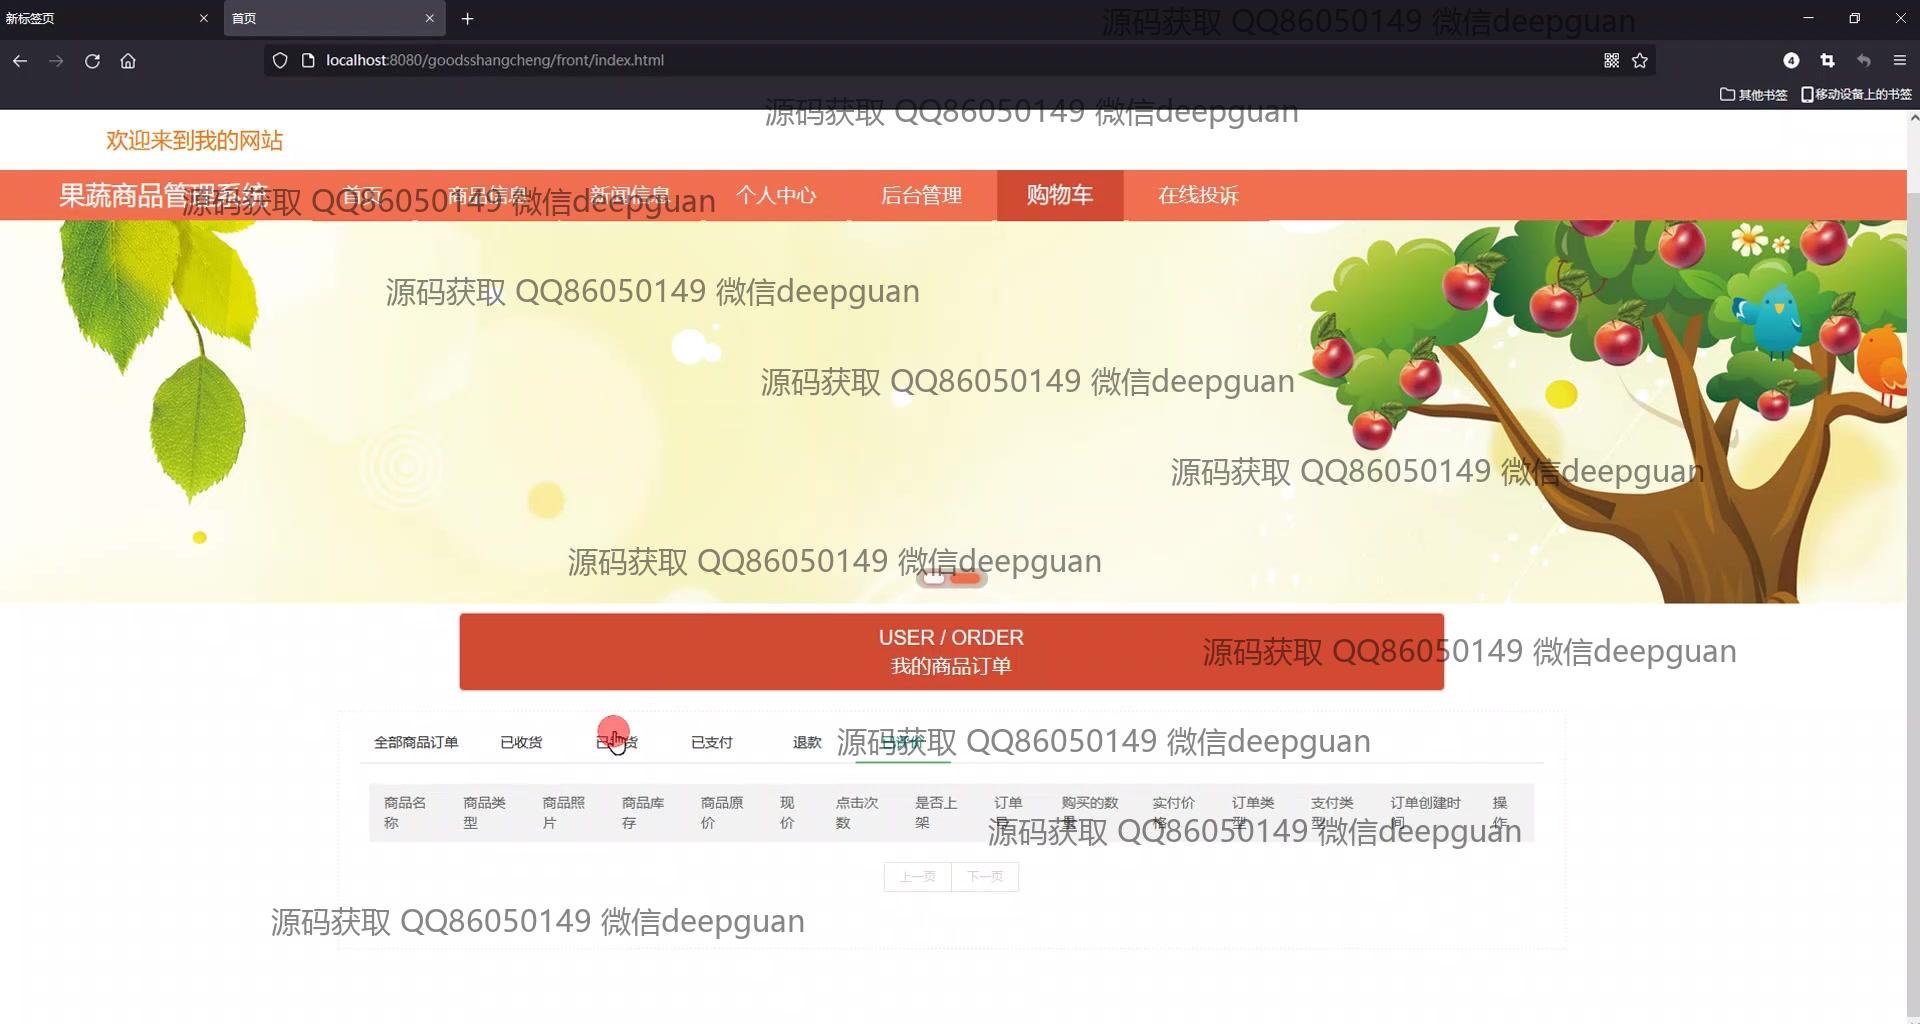 新标签页
首页
源码获取 QQ86050149 微信deepguan
localhost:8080/goodsshangcheng/front/index.html
4
其他书签
移动设备上的书签
源码获取 QQ86050149 微信deepguan
欢迎来到我的网站
果蔬商品管理系统
首页
商品信息
新闻信息
个人中心
后台管理
购物车
在线投诉
源码获取 QQ86050149 微信deepguan
源码获取 QQ86050149 微信deepguan
源码获取 QQ86050149 微信deepguan
源码获取 QQ86050149 微信deepguan
源码获取 QQ86050149 微信deepguan
USER / ORDER
我的商品订单
源码获取 QQ86050149 微信deepguan
全部商品订单
已收货
已支付
退款
已评价
源码获取 QQ86050149 微信deepguan
商品名称
商品类型
商品照片
商品库存
商品原价
现价
点击次数
是否上架
订单号
购买的数量
实付价格
订单类型
支付类型
订单创建时间
操作
源码获取 QQ86050149 微信deepguan
上一页
下一页
源码获取 QQ86050149 微信deepguan